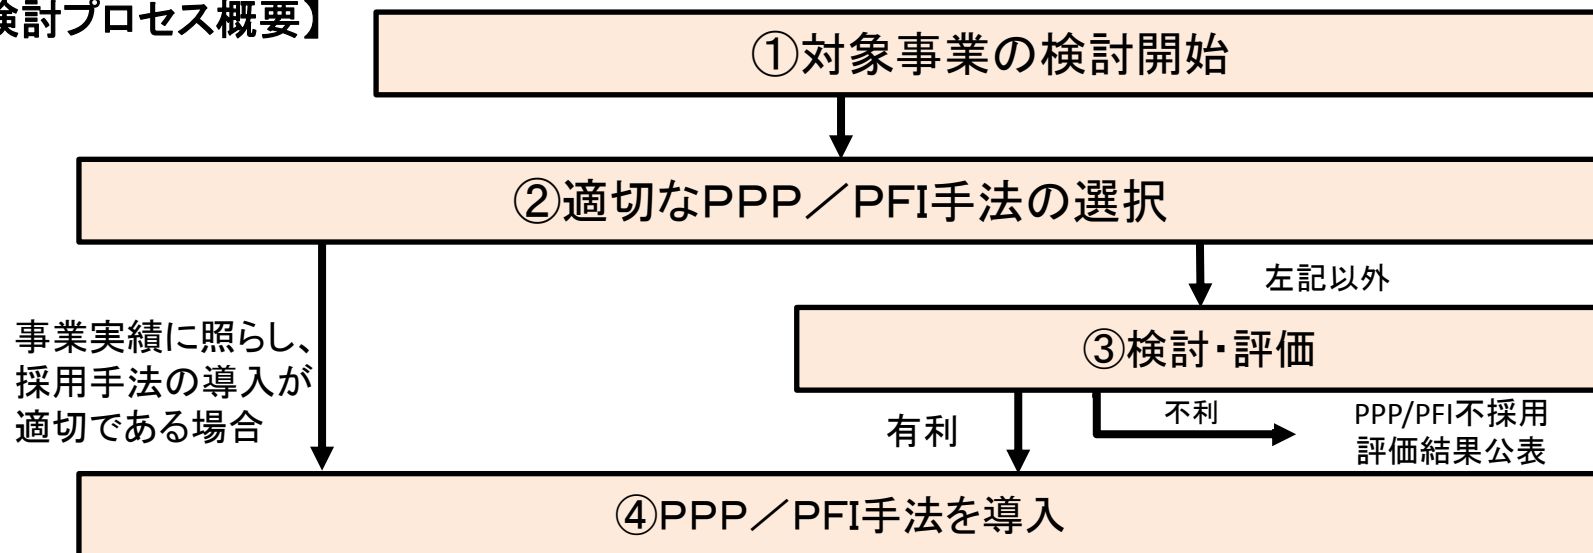 検討プロセス概要】
①対象事業の検討開始
②適切なPPP／PFI手法の選択
左記以外
事業実績に照らし、
採用手法の導入が
適切である場合
③検討・評価
有利
不利
PPP/PFI不採用
評価結果公表
④PPP／PFI手法を導入